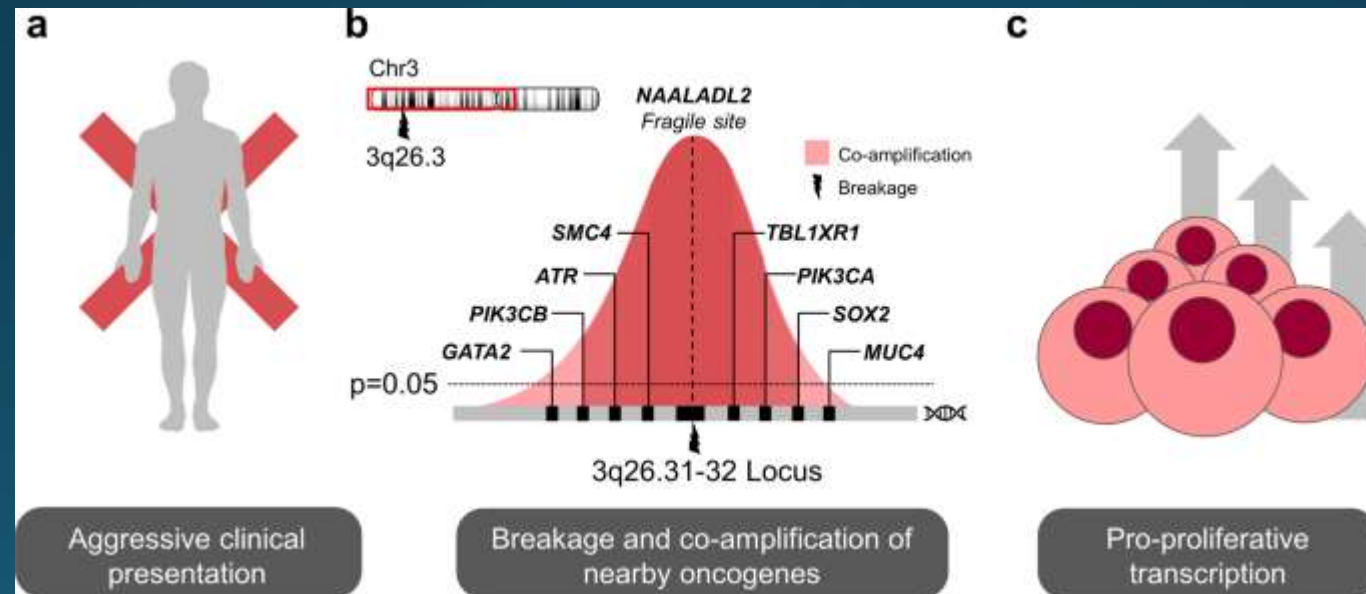 a
b
c
Chr3
3q26.3
NAALADL2
Fragile site
Co-amplification
Breakage
SMC4
TBL1XR1
ATR
PIK3CA
PIK3CB
SOX2
GATA2
MUC4
p=0.05
3q26.31-32 Locus
Aggressive clinical
presentation
Breakage and co-amplification of
nearby oncogenes
Pro-proliferative
transcription